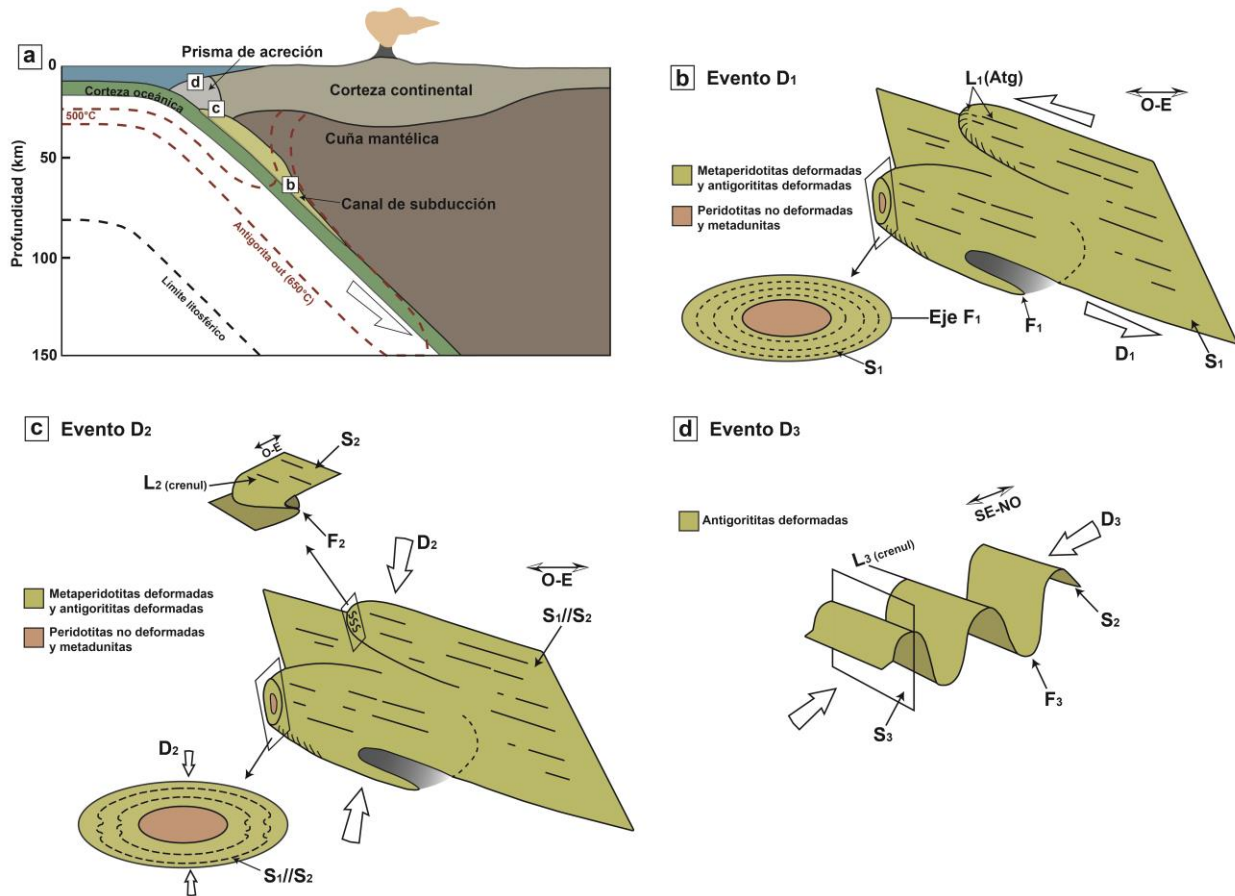 a
Prisma de acreción
0
50
100
150
Profundidad (km)
d
c
b
Corteza oceánica
Corteza continental
500°C
Cuña mantélica
Canal de subducción
Antigorita out (650°C)
Límite litosférico
b Evento D1
L1(Atg)
O-E
Metaperidotitas deformadas
y antigorititas deformadas
Peridotitas no deformadas
y metadunitas
Eje F1
S1
F1
D1
S1
c Evento D2
O-E
S2
L2 (crenul)
F2
D2
O-E
Metaperidotitas deformadas
y antigorititas deformadas
Peridotitas no deformadas
y metadunitas
S1//S2
D2
S1//S2
d Evento D3
SE-NO
D3
Antigorititas deformadas
L3 (crenul)
S2
F3
S3